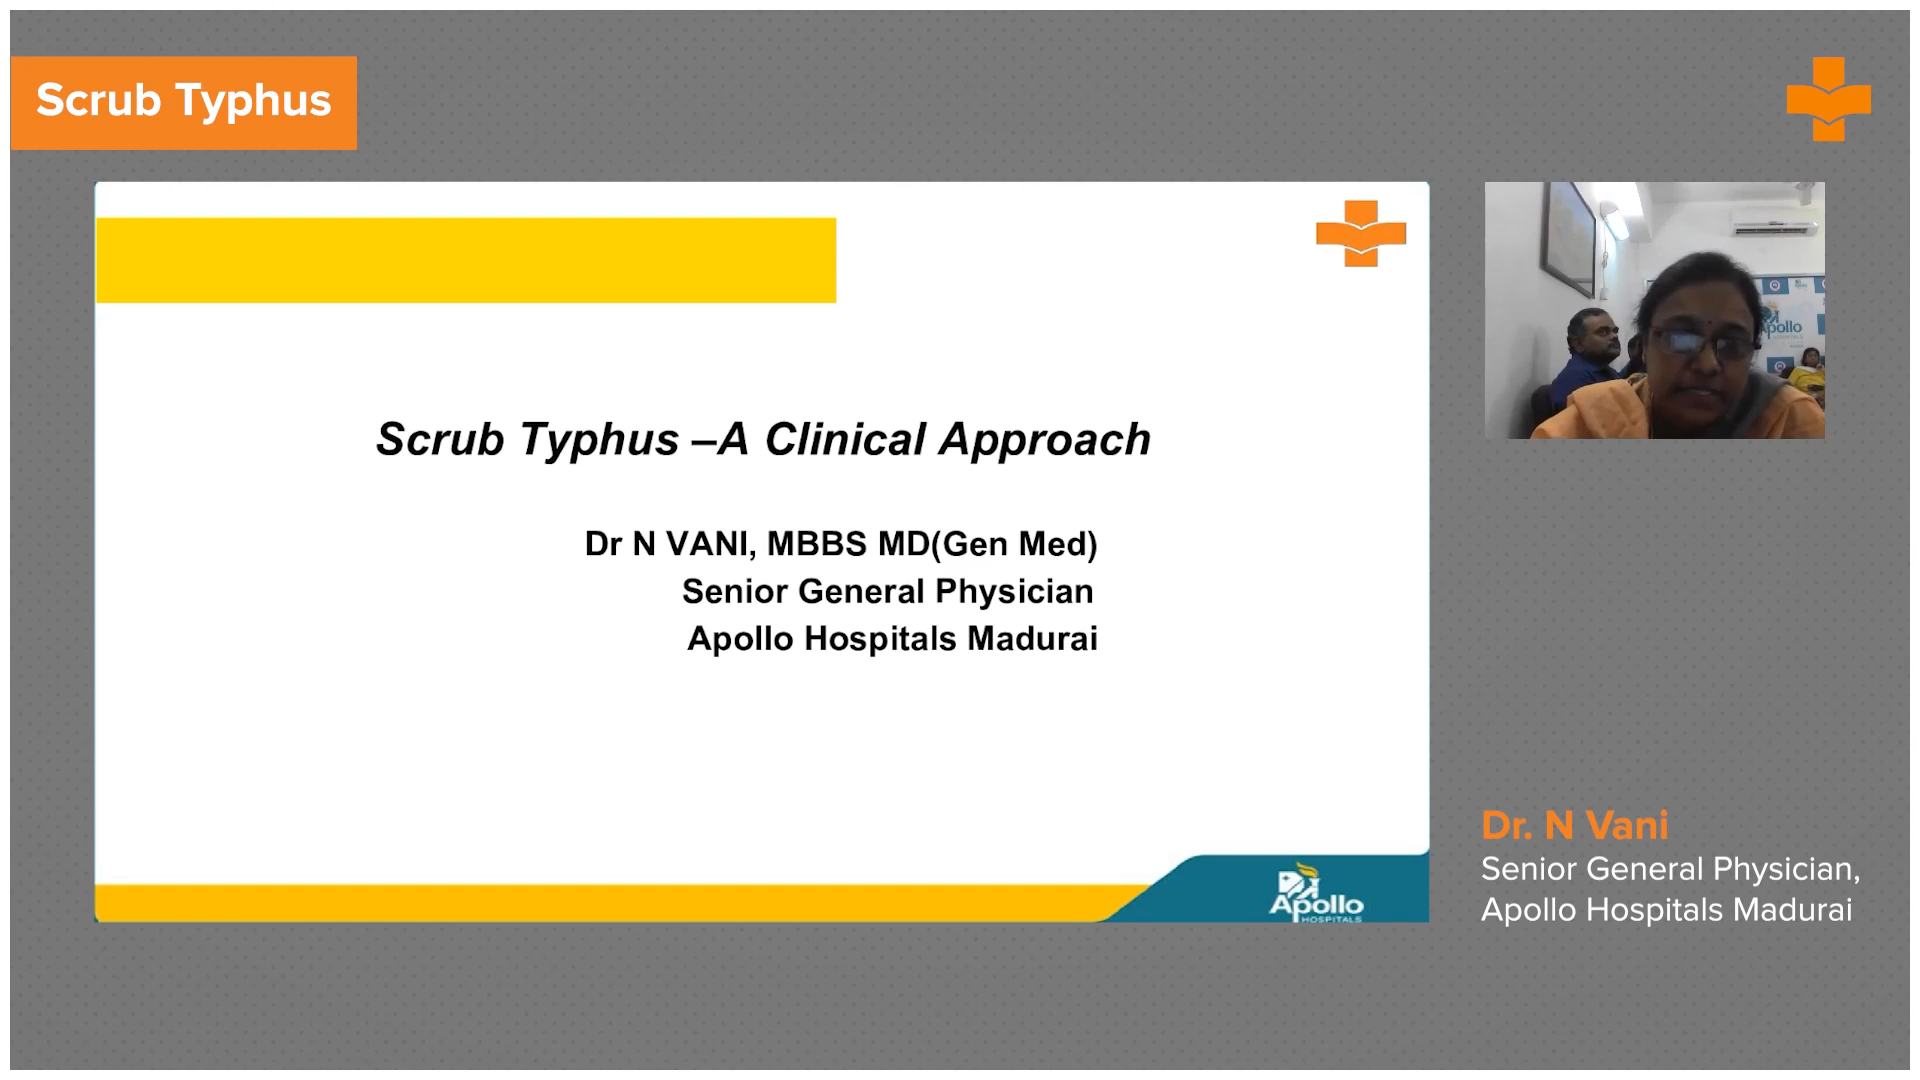 Scrub Typhus
Scrub Typhus –A Clinical Approach
Dr N VANI, MBBS MD(Gen Med)
Senior General Physician
Apollo Hospitals Madurai
Apollo
HOSPITALS
Apollo
Dr. N Vani
Senior General Physician,
Apollo Hospitals Madurai